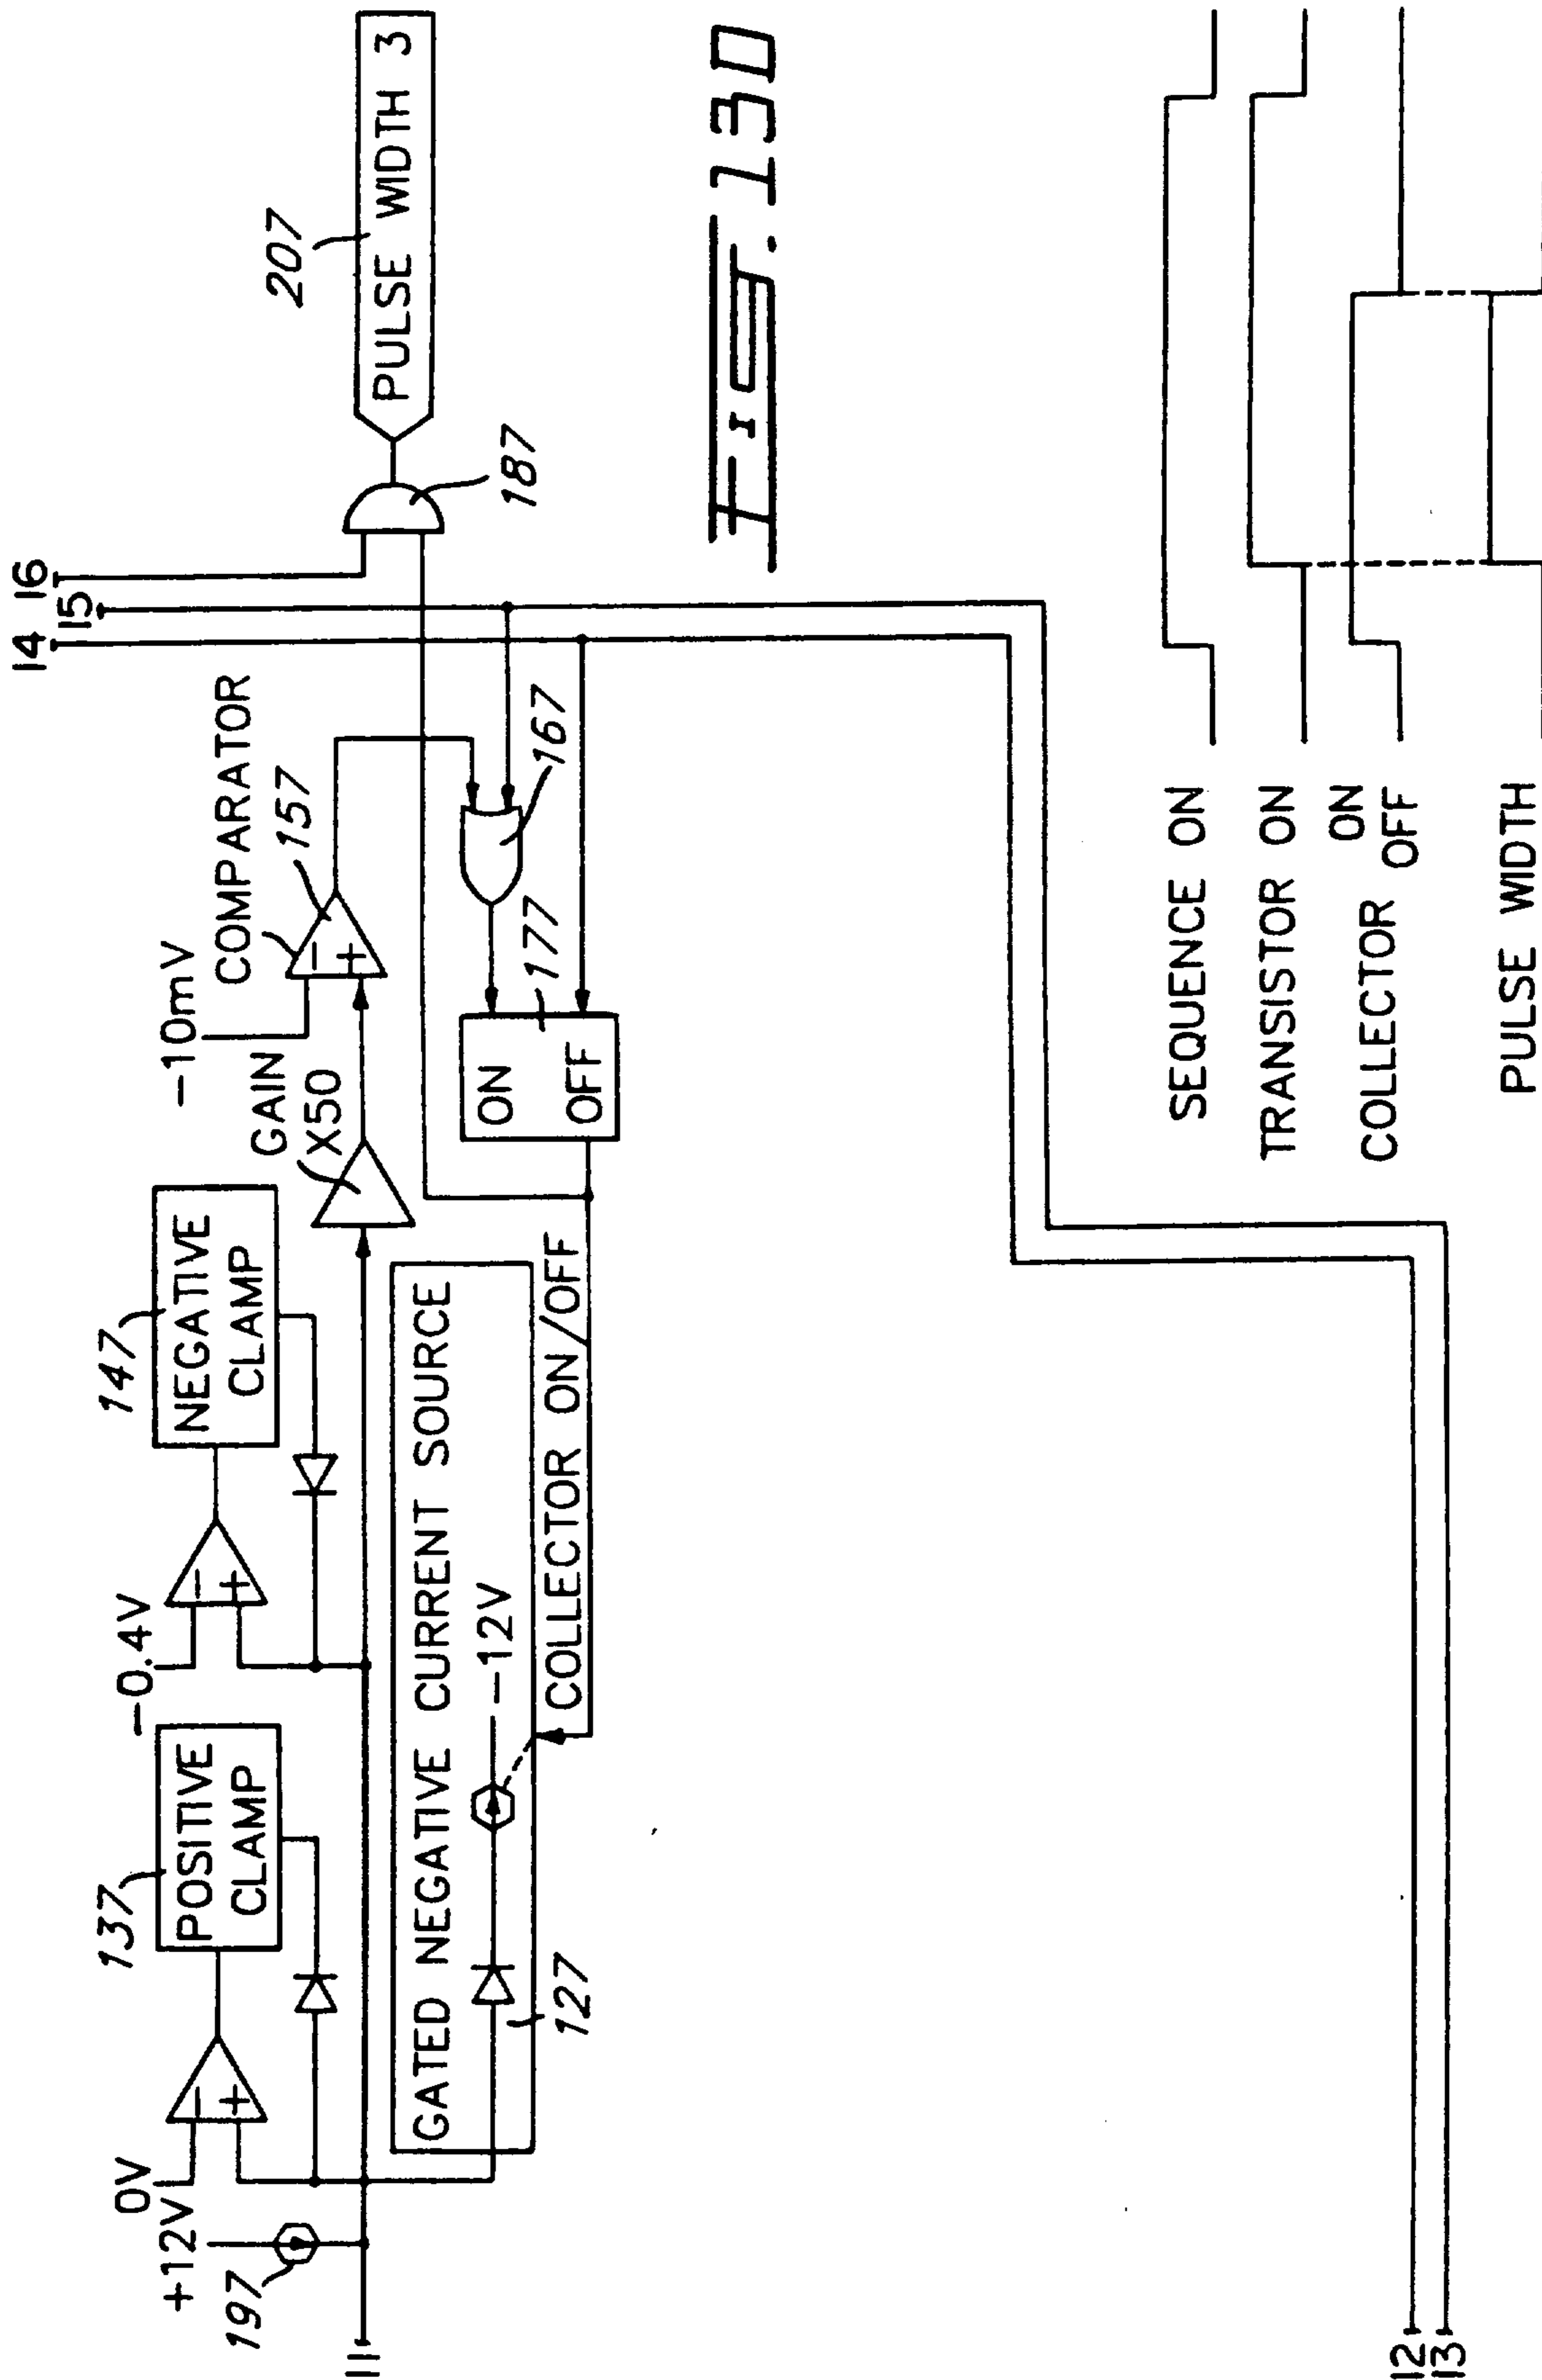 14
15
16
0V
+12V
197
11
137
POSITIVE
CLAMP
-0.4V
147
NEGATIVE
CLAMP
GAIN
X50
-10mV
COMPARATOR
157
207
PULSE WIDTH 3
187
167
177
ON
OFF
GATED NEGATIVE CURRENT SOURCE
-12V
127
COLLECTOR ON/OFF
Fig. 13D
SEQUENCE ON
TRANSISTOR ON
COLLECTOR ON
OFF
PULSE WIDTH
12
13